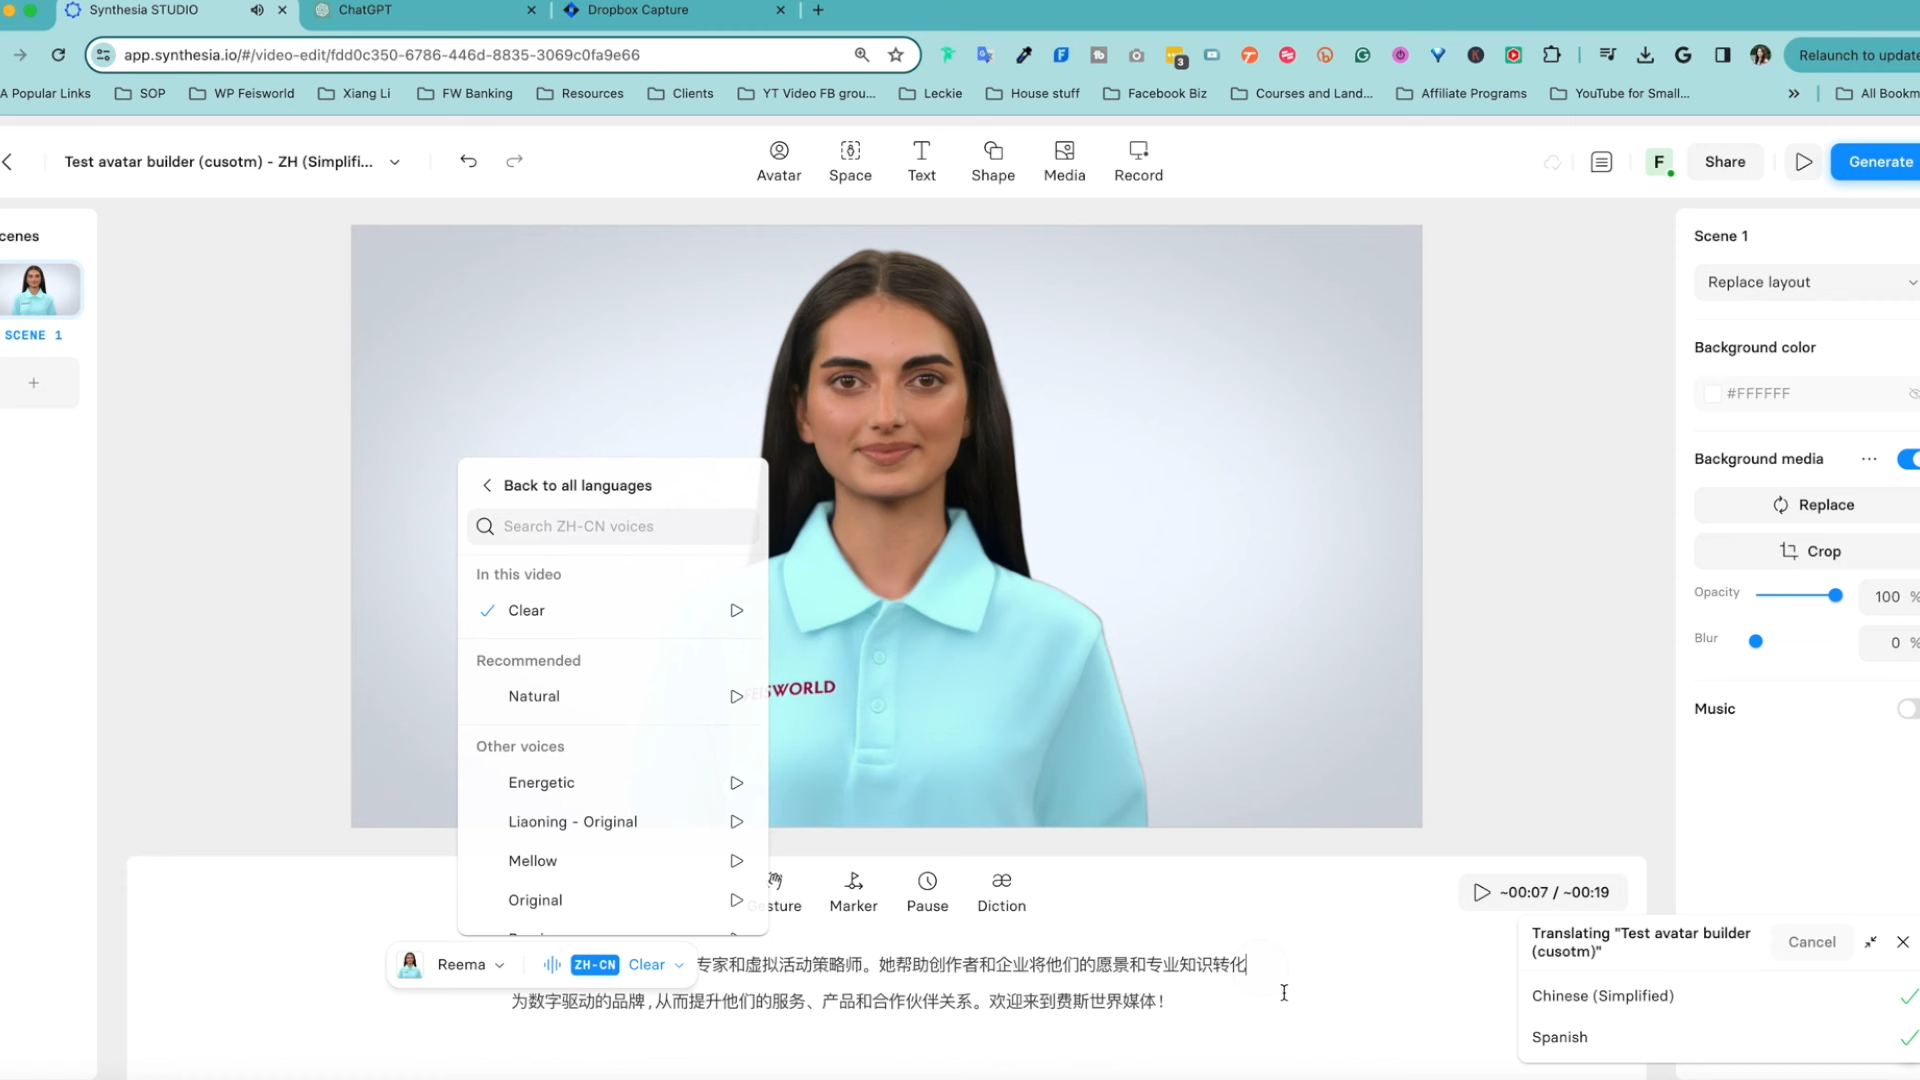 Synthesia STUDIO
ChatGPT
Dropbox Capture
app.synthesia.io/#/video-edit/fdd0c350-6786-446d-8835-3069c0fa9e66
3
Relaunch to update
A Popular Links
SOP
WP Feisworld
Xiang Li
FW Banking
Resources
Clients
YT Video FB grou...
Leckie
House stuff
Facebook Biz
Courses and Land...
Affiliate Programs
YouTube for Small...
All Bookm
Test avatar builder (cusotm) - ZH (Simplifi...
Avatar
Space
Text
Shape
Media
Record
F
Share
Generate
cenes
SCENE 1
Scene 1
Replace layout
Background color
#FFFFFF
Background media
Replace
Crop
Opacity
100 %
Blur
0 %
Music
FEISWORLD
Back to all languages
Search ZH-CN voices
In this video
Clear
Recommended
Natural
Other voices
Energetic
Liaoning - Original
Mellow
Original
esture
Marker
Pause
Diction
~00:07 / ~00:19
Reema
ZH-CN
Clear
专家和虚拟活动策略师。她帮助创作者和企业将他们的愿景和专业知识转化
为数字驱动的品牌,从而提升他们的服务、产品和合作伙伴关系。欢迎来到费斯世界媒体!
Translating "Test avatar builder
(cusotm)"
Cancel
Chinese (Simplified)
Spanish